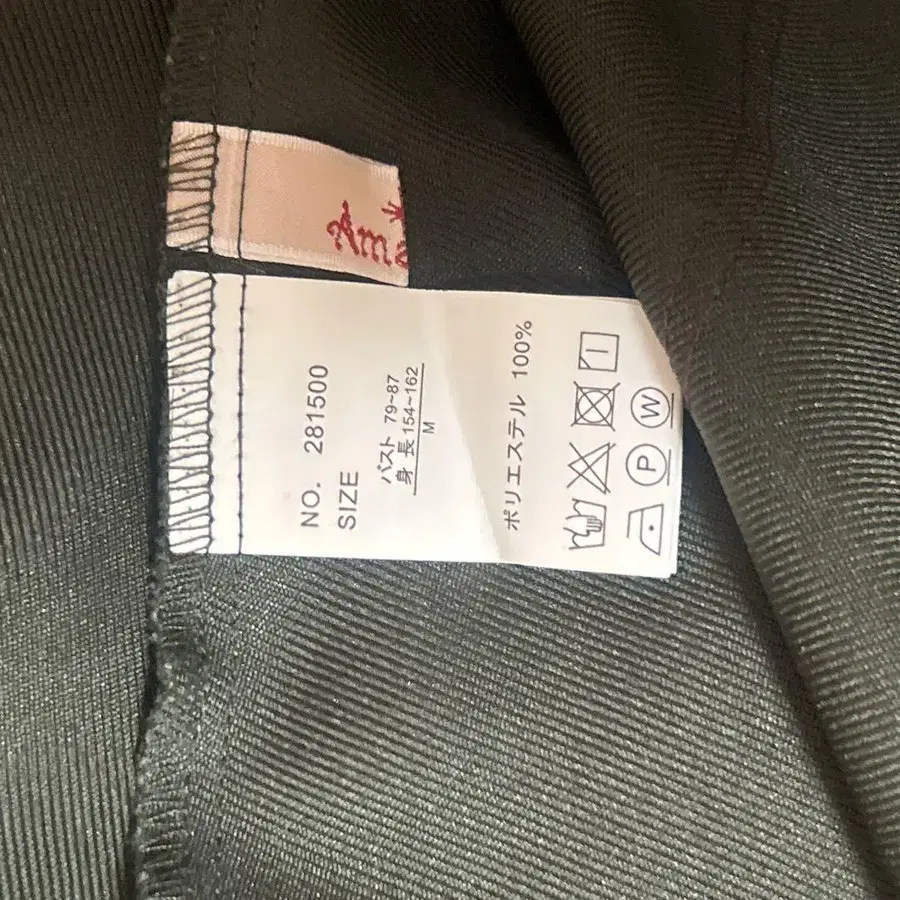 Am
NO. 281500
SIZE
バスト 79~87
身 長 154~162
M
ポリエステル 100%
P W